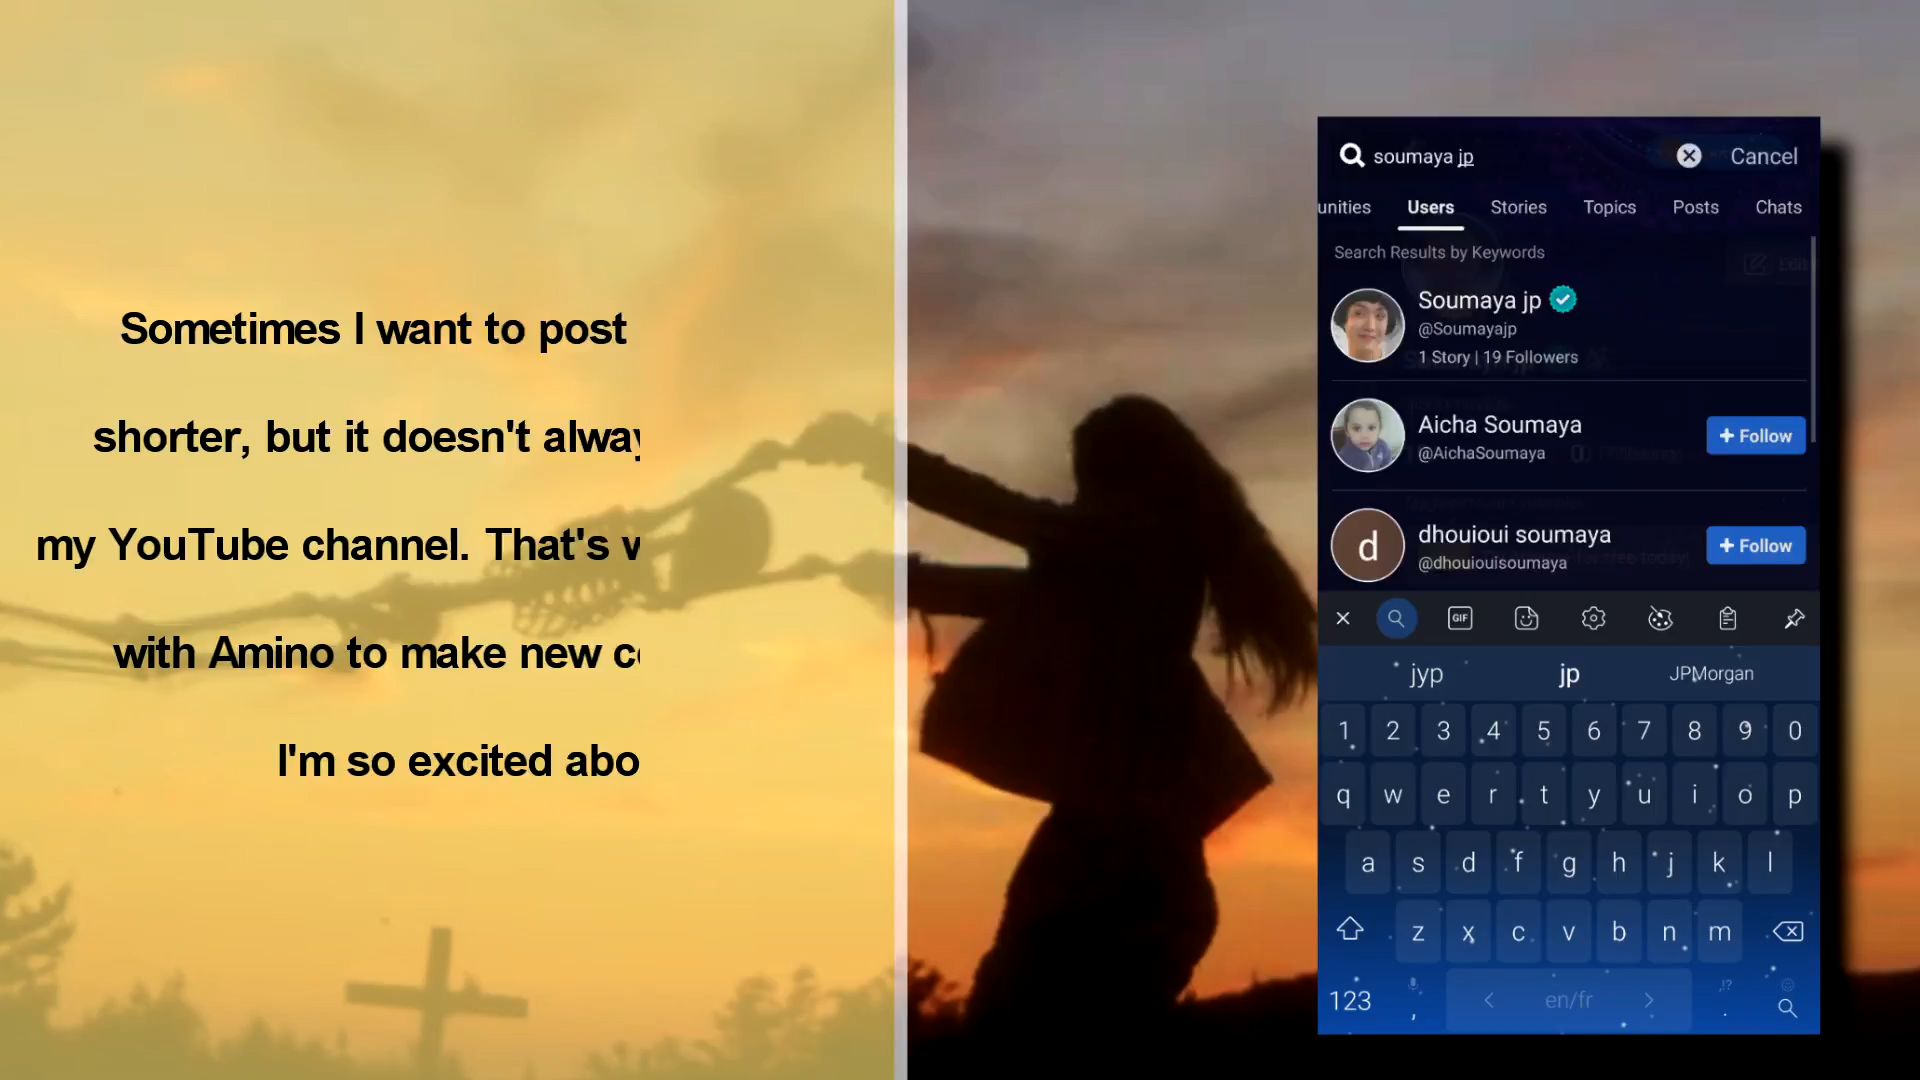 Sometimes I want to post
shorter, but it doesn't
my YouTube channel. That's
with Amino to make new
I'm so excited
soumaya jp
Cancel
unities Users Stories Topics Posts Chats
Search Results by Keywords
Soumaya jp
@Soumayajp
1 Story | 19 Followers
Aicha Soumaya
@AichaSoumaya
+ Follow
dhouioui soumaya
@dhouiouisoumaya
+ Follow
d
GIF
jyp jp JPMorgan
1 2 3 4 5 6 7 8 9 0
q w e r t y u i o p
a s d f g h j k l
z x c v b n m
123 , en/fr ,!? .